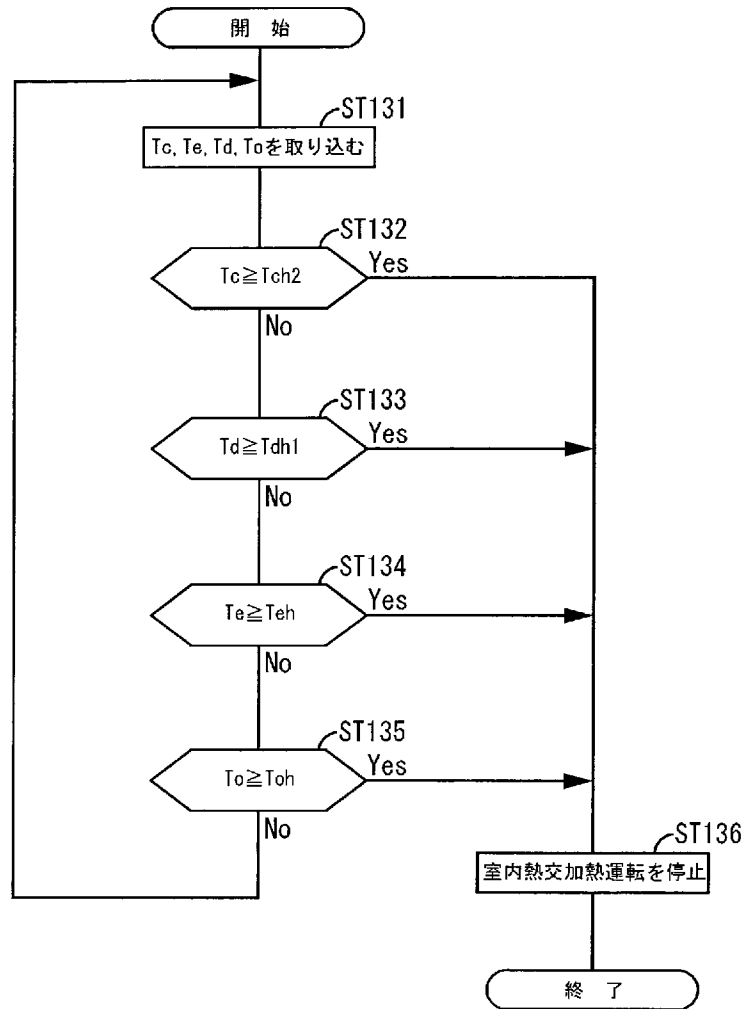 開 始
ST131
Tc, Te, Td, Toを取り込む
ST132
Tc≧Tch2
Yes
No
ST133
Td≧Tdh1
Yes
No
ST134
Te≧Teh
Yes
No
ST135
To≧Toh
Yes
No
ST136
室内熱交加熱運転を停止
終 了